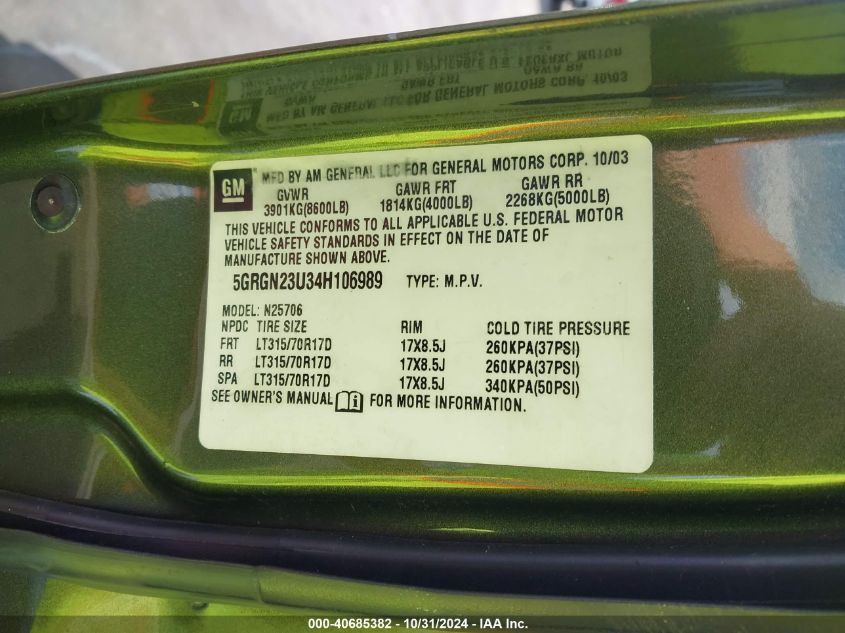 GM MFD BY AM GENERAL LLC FOR GENERAL MOTORS CORP. 10/03
GVWR GAWR FRT GAWR RR
3901KG(8600LB) 1814KG(4000LB) 2268KG(5000LB)
THIS VEHICLE CONFORMS TO ALL APPLICABLE U.S. FEDERAL MOTOR
VEHICLE SAFETY STANDARDS IN EFFECT ON THE DATE OF
MANUFACTURE SHOWN ABOVE.
5GRGN23U34H106989 TYPE: M.P.V.
MODEL: N25706
NPDC TIRE SIZE RIM COLD TIRE PRESSURE
FRT LT315/70R17D 17X8.5J 260KPA(37PSI)
RR LT315/70R17D 17X8.5J 260KPA(37PSI)
SPA LT315/70R17D 17X8.5J 340KPA(50PSI)
SEE OWNER'S MANUAL FOR MORE INFORMATION.
000-40685382 - 10/31/2024 - IAA Inc.